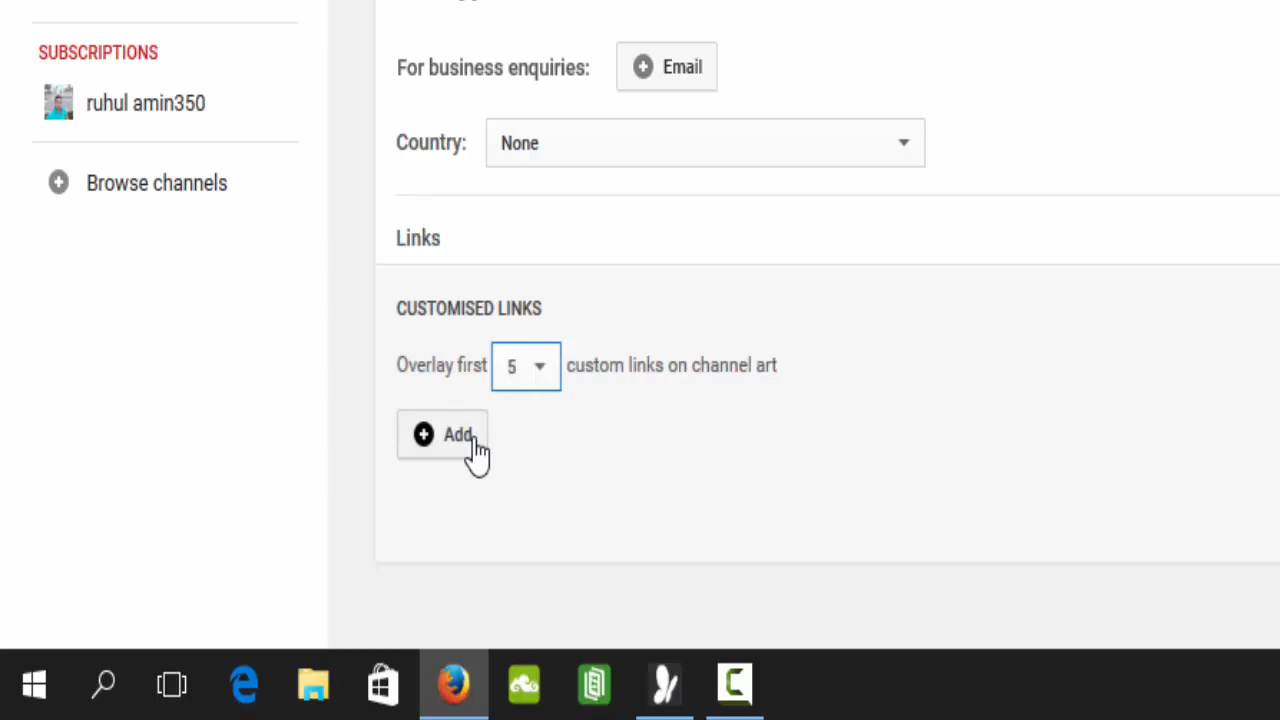 SUBSCRIPTIONS
ruhul amin350
Browse channels
For business enquiries:
Email
Country:
None
Links
CUSTOMISED LINKS
Overlay first 5 custom links on channel art
Add